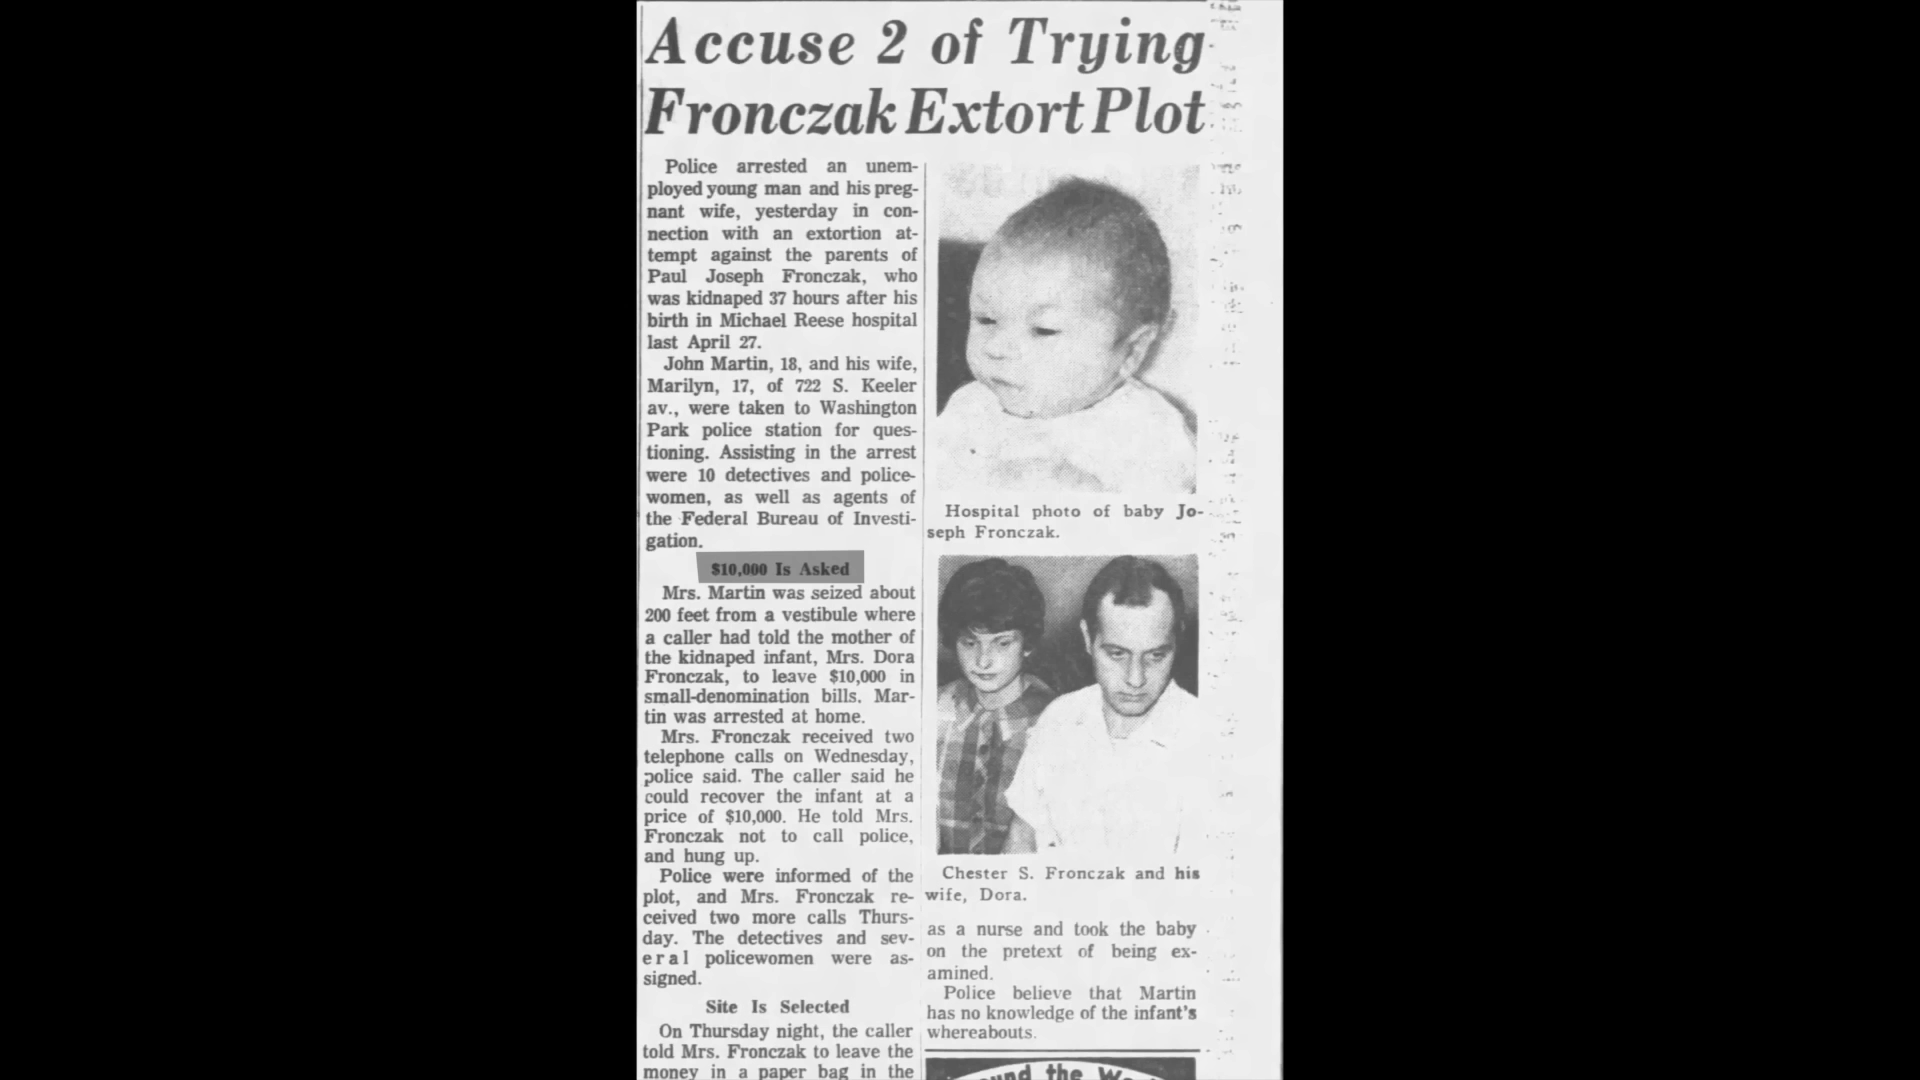 Accuse 2 of Trying
Fronczak Extort Plot
Police arrested an unem-
ployed young man and his preg-
nant wife, yesterday in con-
nection with an extortion at-
tempt against the parents of
Paul Joseph Fronczak, who
was kidnaped 37 hours after his
birth in Michael Reese hospital
last April 27.
John Martin, 18, and his wife,
Marilyn, 17, of 722 S. Keeler
av., were taken to Washington
Park police station for ques-
tioning. Assisting in the arrest
were 10 detectives and police-
women, as well as agents of
the Federal Bureau of Investi-
gation.
$10,000 Is Asked
Mrs. Martin was seized about
200 feet from a vestibule where
a caller had told the mother of
the kidnaped infant, Mrs. Dora
Fronczak, to leave $10,000 in
small-denomination bills. Mar-
tin was arrested at home.
Mrs. Fronczak received two
telephone calls on Wednesday,
police said. The caller said he
could recover the infant at a
price of $10,000. He told Mrs.
Fronczak not to call police,
and hung up.
Police were informed of the
plot, and Mrs. Fronczak re-
ceived two more calls Thurs-
day. The detectives and sev-
eral policewomen were as-
signed.
Site Is Selected
On Thursday night, the caller
told Mrs. Fronczak to leave the
money in a paper bag in the
Hospital photo of baby Jo-
seph Fronczak.
Chester S. Fronczak and his
wife, Dora.
as a nurse and took the baby
on the pretext of being ex-
amined.
Police believe that Martin
has no knowledge of the infant's
whereabouts.
the